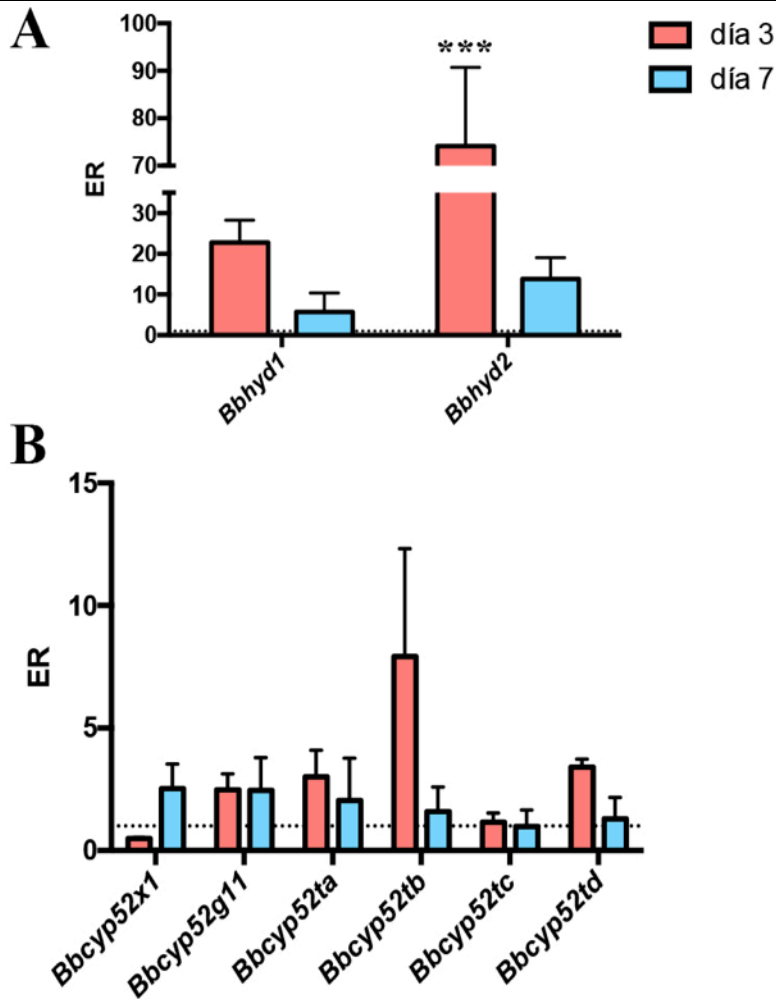 A
día 3
día 7
***
ER
100
90
80
70
30
20
10
0
Bbhyd1
Bbhyd2
B
ER
15
10
5
0
Bbcyp52x1
Bbcyp52g11
Bbcyp52ta
Bbcyp52tb
Bbcyp52tc
Bbcyp52td